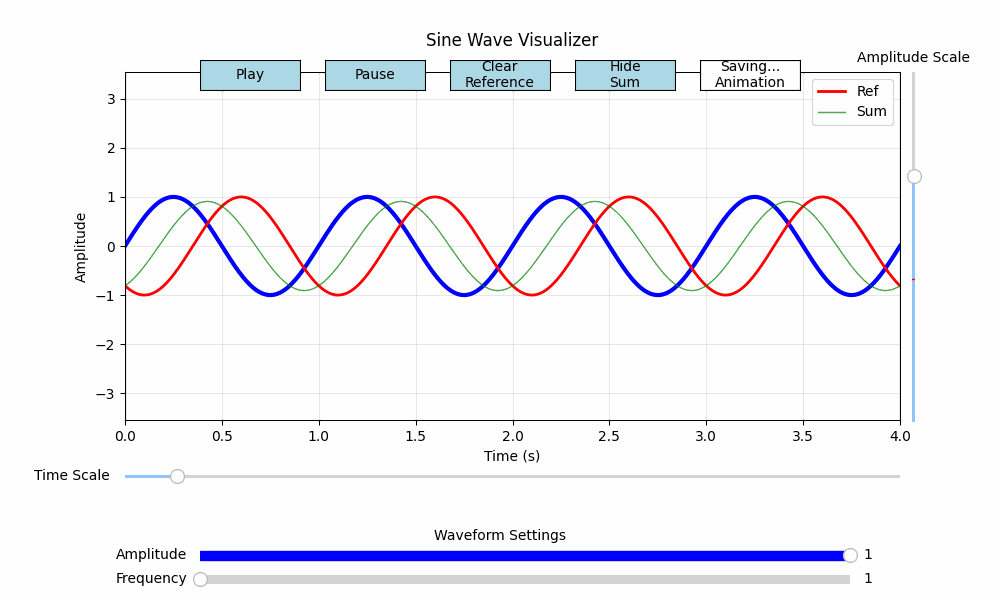 Sine Wave Visualizer
Amplitude Scale
Play
Pause
Clear
Reference
Hide
Sum
Saving...
Animation
Ref
Sum
3
2
1
0
−1
−2
−3
Amplitude
0.0
0.5
1.0
1.5
2.0
2.5
3.0
3.5
4.0
Time (s)
Time Scale
Waveform Settings
Amplitude
1
Frequency
1